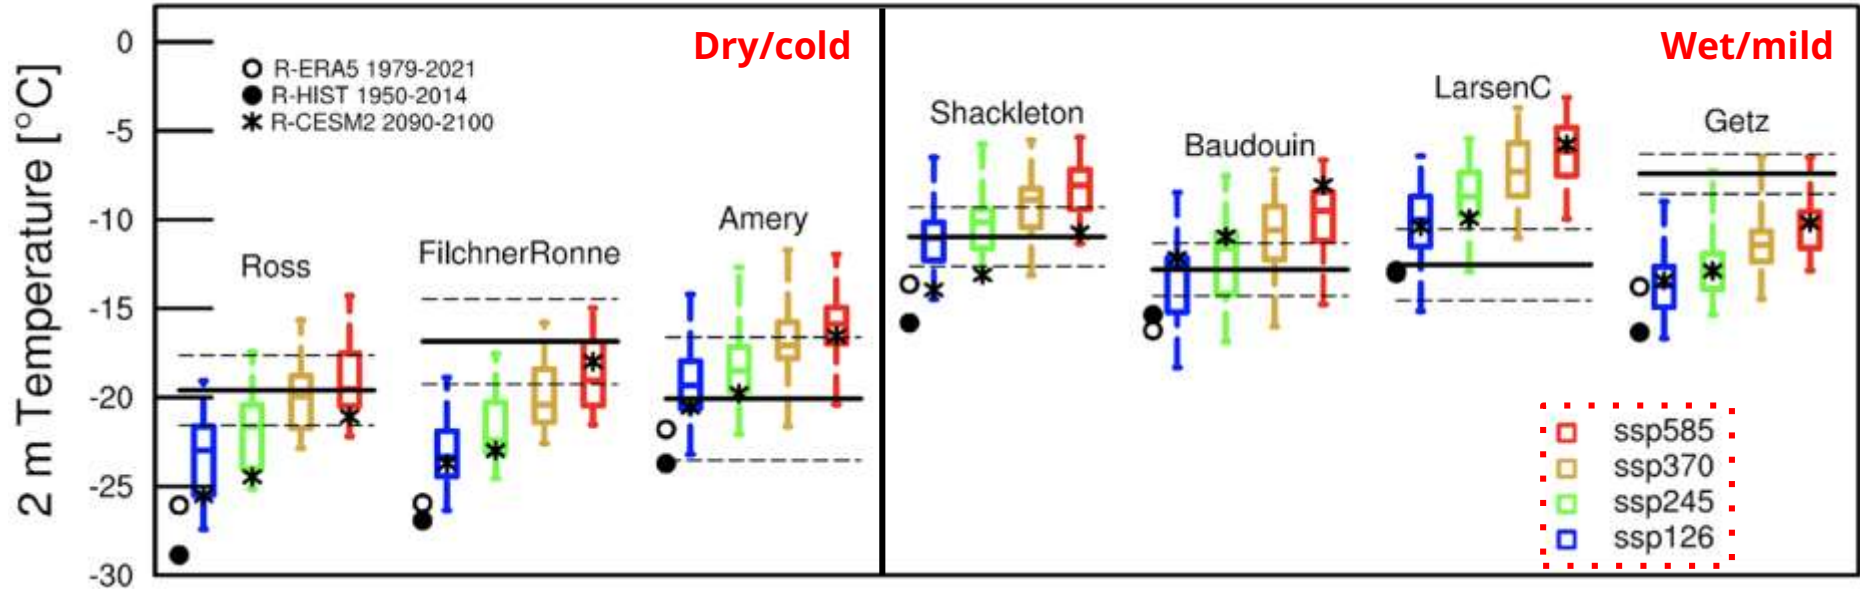 2 m Temperature [°C]
0
-5
-10
-15
-20
-25
-30
R-ERA5 1979-2021
R-HIST 1950-2014
R-CESM2 2090-2100
Dry/cold
Wet/mild
Ross
FilchnerRonne
Amery
Shackleton
Baudouin
LarsenC
Getz
ssp585
ssp370
ssp245
ssp126